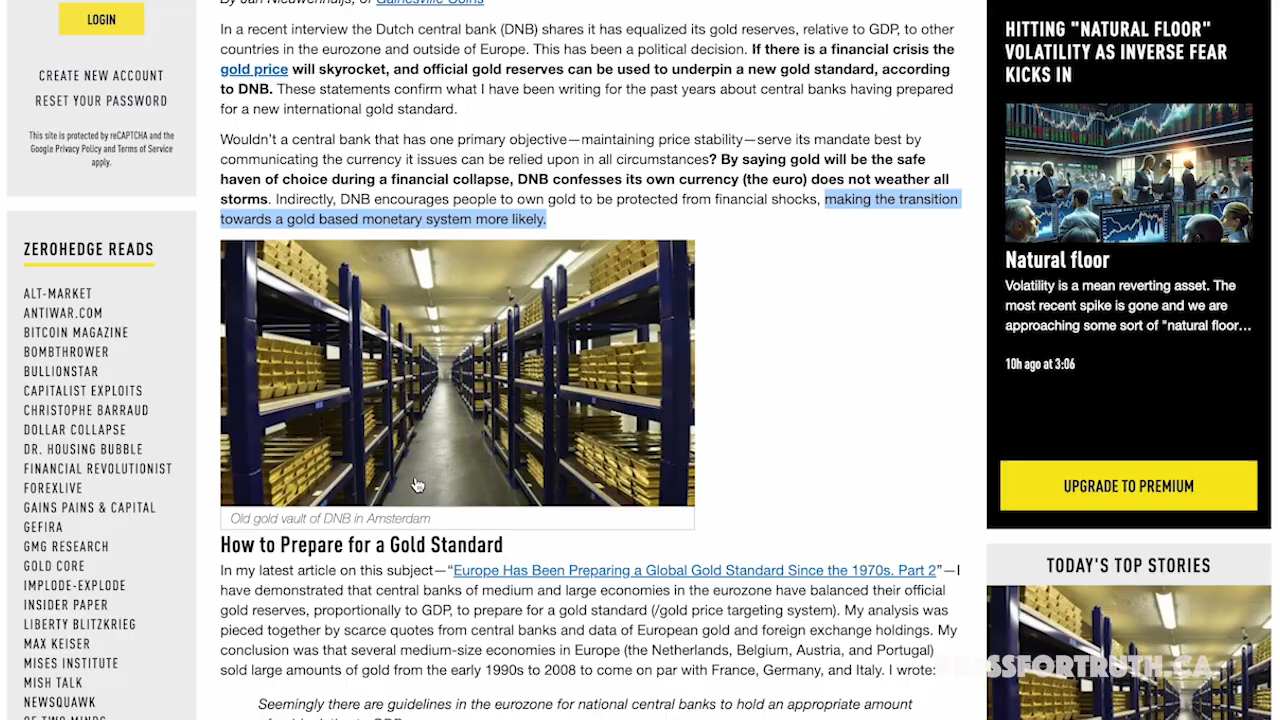 By Jan Nieuwenhuijs, of Gainesville Coins
LOGIN
CREATE NEW ACCOUNT
RESET YOUR PASSWORD
This site is protected by reCAPTCHA and the
Google Privacy Policy and Terms of Service
apply.
ZEROHEDGE READS
ALT-MARKET
ANTIWAR.COM
BITCOIN MAGAZINE
BOMBTHROWER
BULLIONSTAR
CAPITALIST EXPLOITS
CHRISTOPHE BARRAUD
DOLLAR COLLAPSE
DR. HOUSING BUBBLE
FINANCIAL REVOLUTIONIST
FOREXLIVE
GAINS PAINS & CAPITAL
GEFIRA
GMG RESEARCH
GOLD CORE
IMPLODE-EXPLODE
INSIDER PAPER
LIBERTY BLITZKRIEG
MAX KEISER
MISES INSTITUTE
MISH TALK
NEWSQUAWK
OF TWO MINDS
In a recent interview the Dutch central bank (DNB) shares it has equalized its gold reserves, relative to GDP, to other
countries in the eurozone and outside of Europe. This has been a political decision. If there is a financial crisis the
gold price will skyrocket, and official gold reserves can be used to underpin a new gold standard, according
to DNB. These statements confirm what I have been writing for the past years about central banks having prepared
for a new international gold standard.
Wouldn't a central bank that has one primary objective—maintaining price stability—serve its mandate best by
communicating the currency it issues can be relied upon in all circumstances? By saying gold will be the safe
haven of choice during a financial collapse, DNB confesses its own currency (the euro) does not weather all
storms. Indirectly, DNB encourages people to own gold to be protected from financial shocks, making the transition
towards a gold based monetary system more likely.
Old gold vault of DNB in Amsterdam
How to Prepare for a Gold Standard
In my latest article on this subject—“Europe Has Been Preparing a Global Gold Standard Since the 1970s. Part 2”—I
have demonstrated that central banks of medium and large economies in the eurozone have balanced their official
gold reserves, proportionally to GDP, to prepare for a gold standard (/gold price targeting system). My analysis was
pieced together by scarce quotes from central banks and data of European gold and foreign exchange holdings. My
conclusion was that several medium-size economies in Europe (the Netherlands, Belgium, Austria, and Portugal)
sold large amounts of gold from the early 1990s to 2008 to come on par with France, Germany, and Italy. I wrote:
Seemingly there are guidelines in the eurozone for national central banks to hold an appropriate amount
HITTING "NATURAL FLOOR"
VOLATILITY AS INVERSE FEAR
KICKS IN
Natural floor
Volatility is a mean reverting asset. The
most recent spike is gone and we are
approaching some sort of "natural floor...
10h ago at 3:06
UPGRADE TO PREMIUM
TODAY'S TOP STORIES
PRESSFORTRUTH.CA